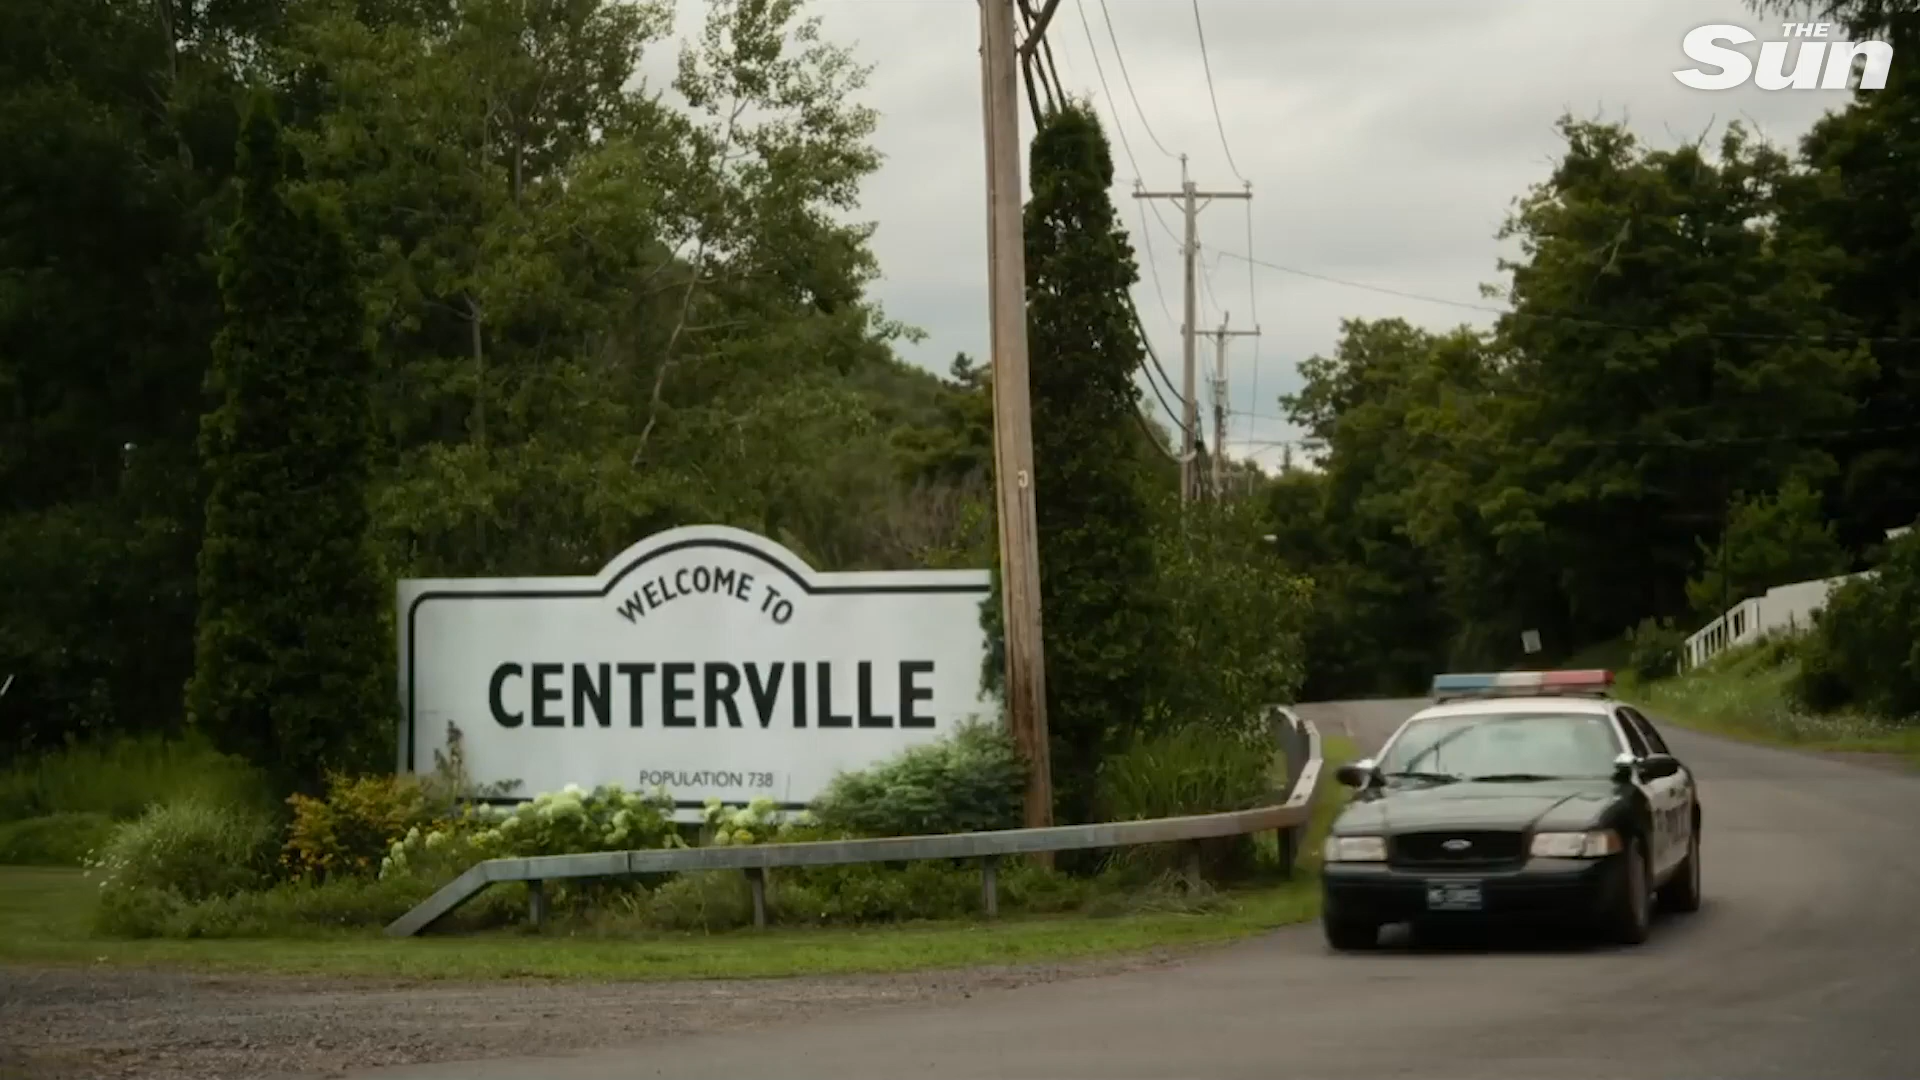 THE
Sun
WELCOME TO
CENTERVILLE
POPULATION 738